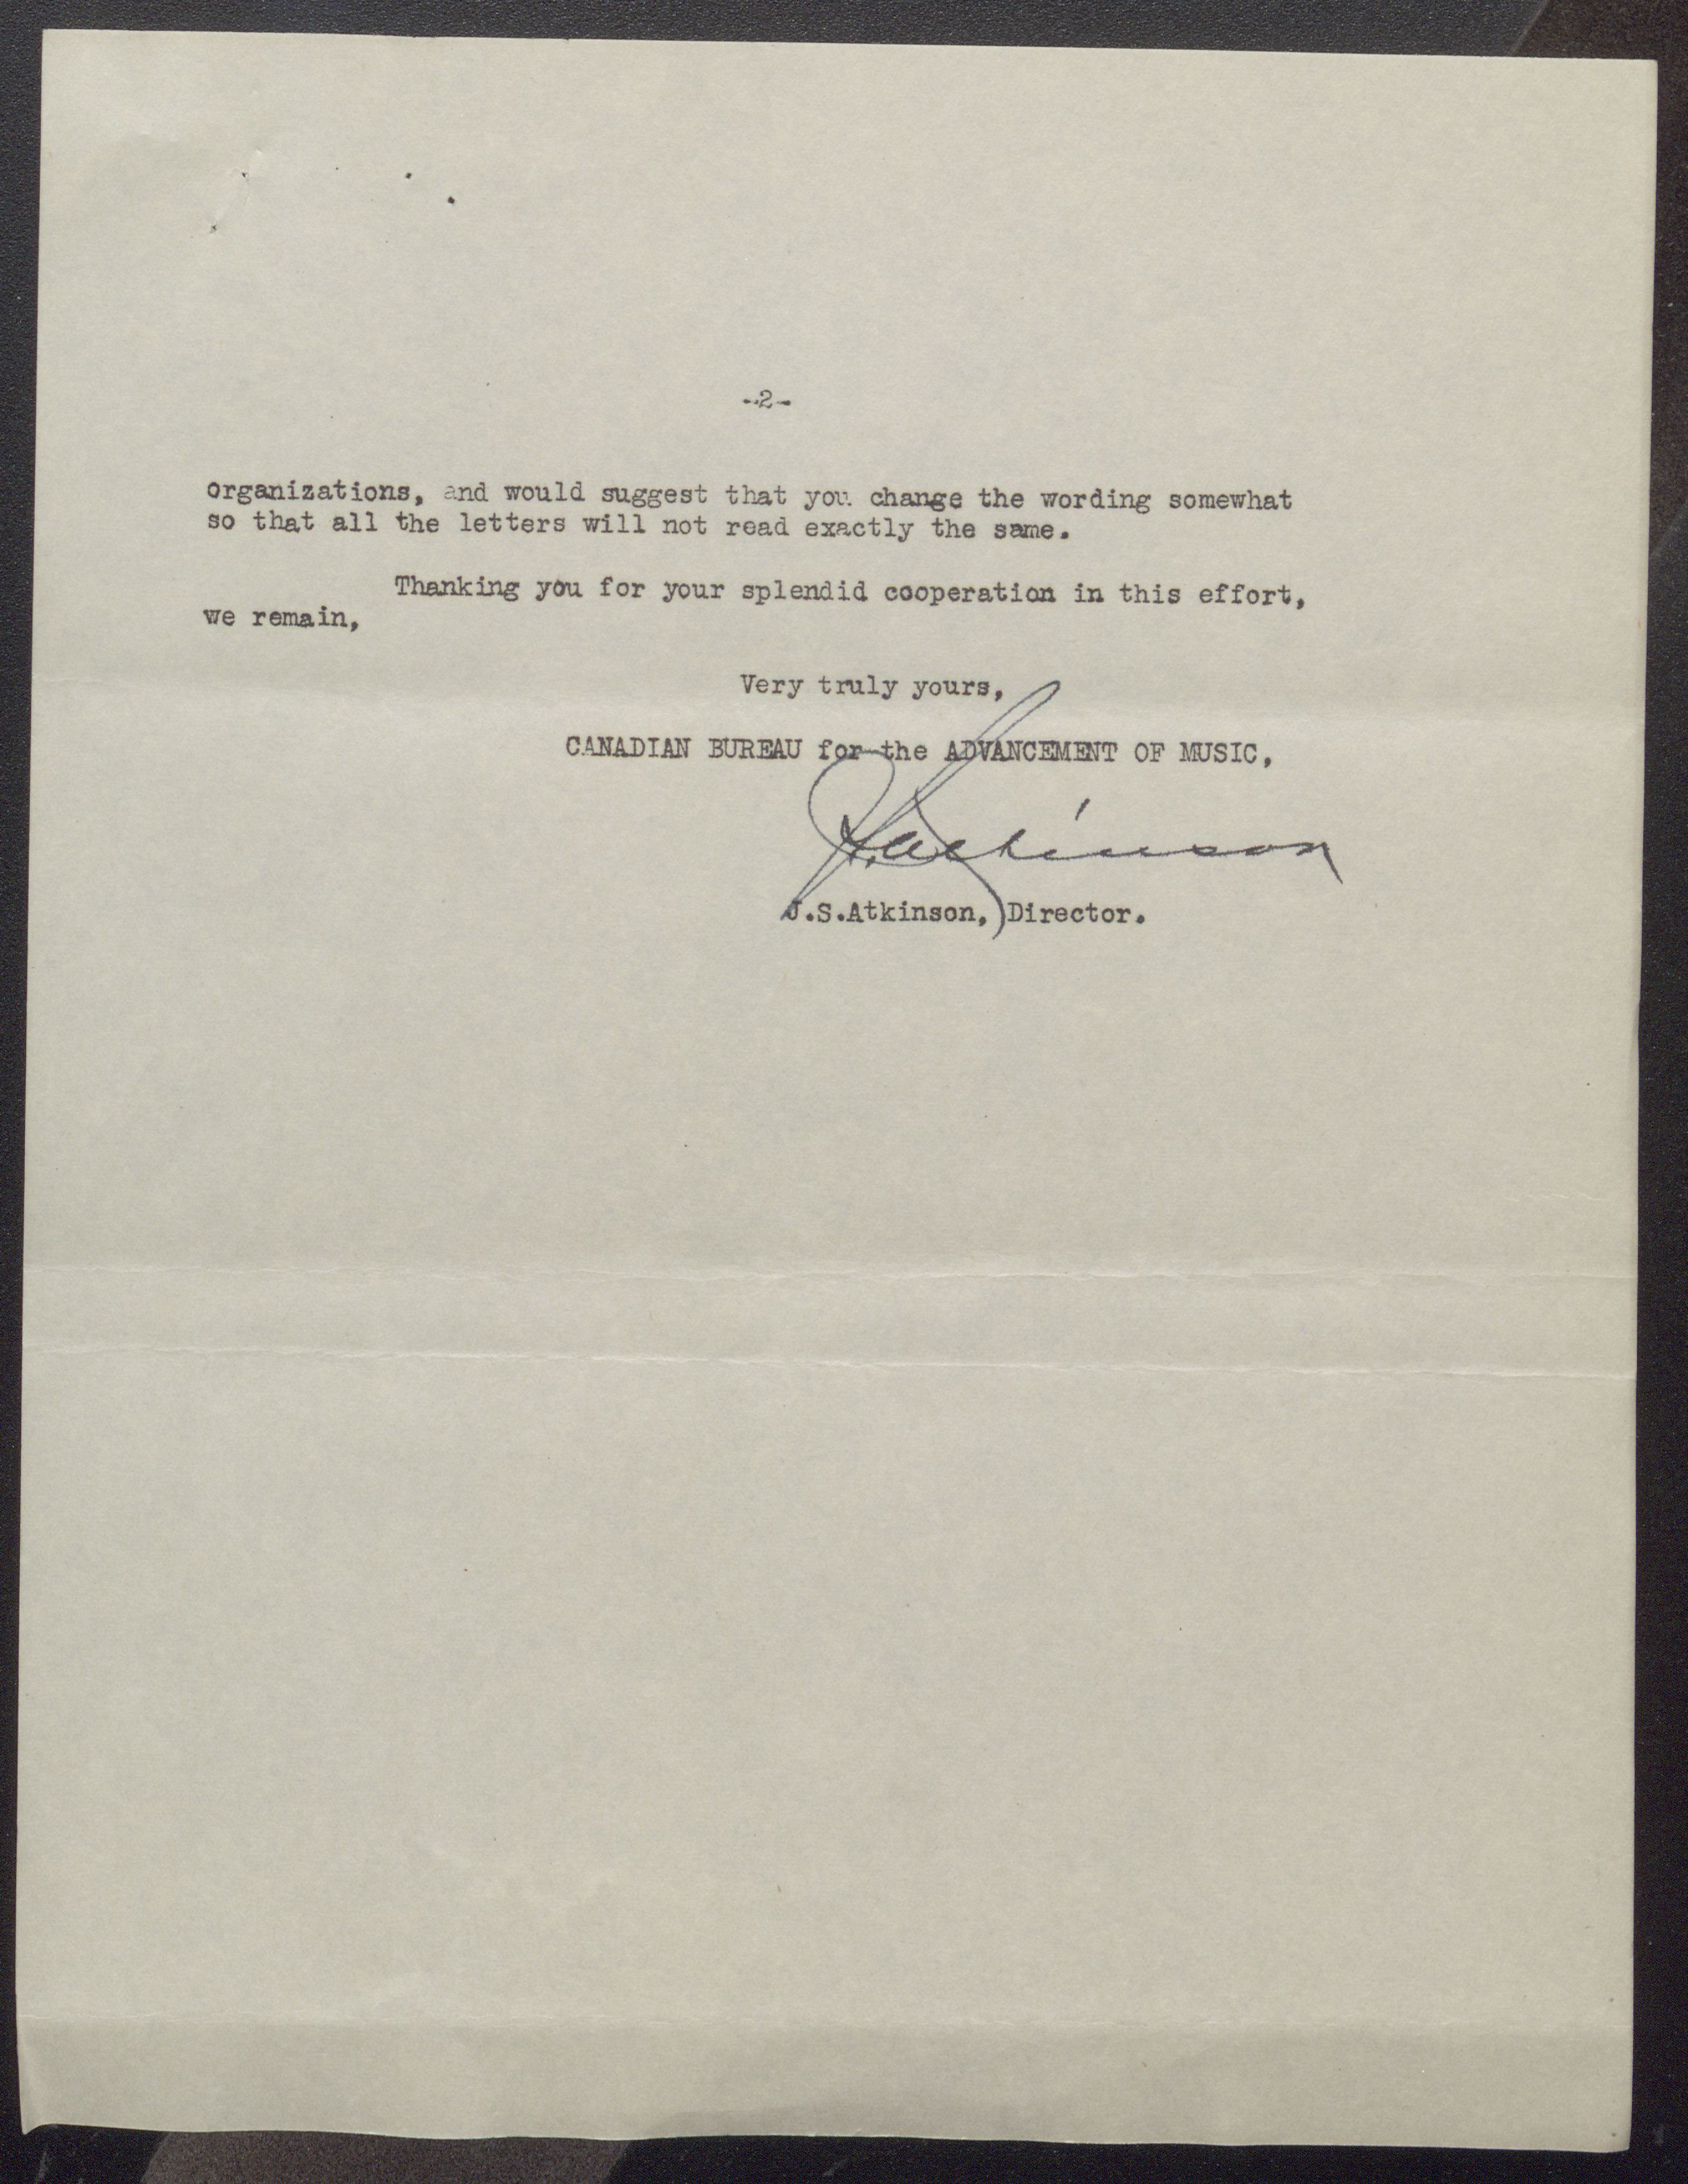 -2-
organizations, and would suggest that you change the wording somewhat
so that all the letters will not read exactly the same.
Thanking you for your splendid cooperation in this effort,
we remain,
Very truly yours,
CANADIAN BUREAU for the ADVANCEMENT OF MUSIC,
J.S.Atkinson
J.S.Atkinson, Director.